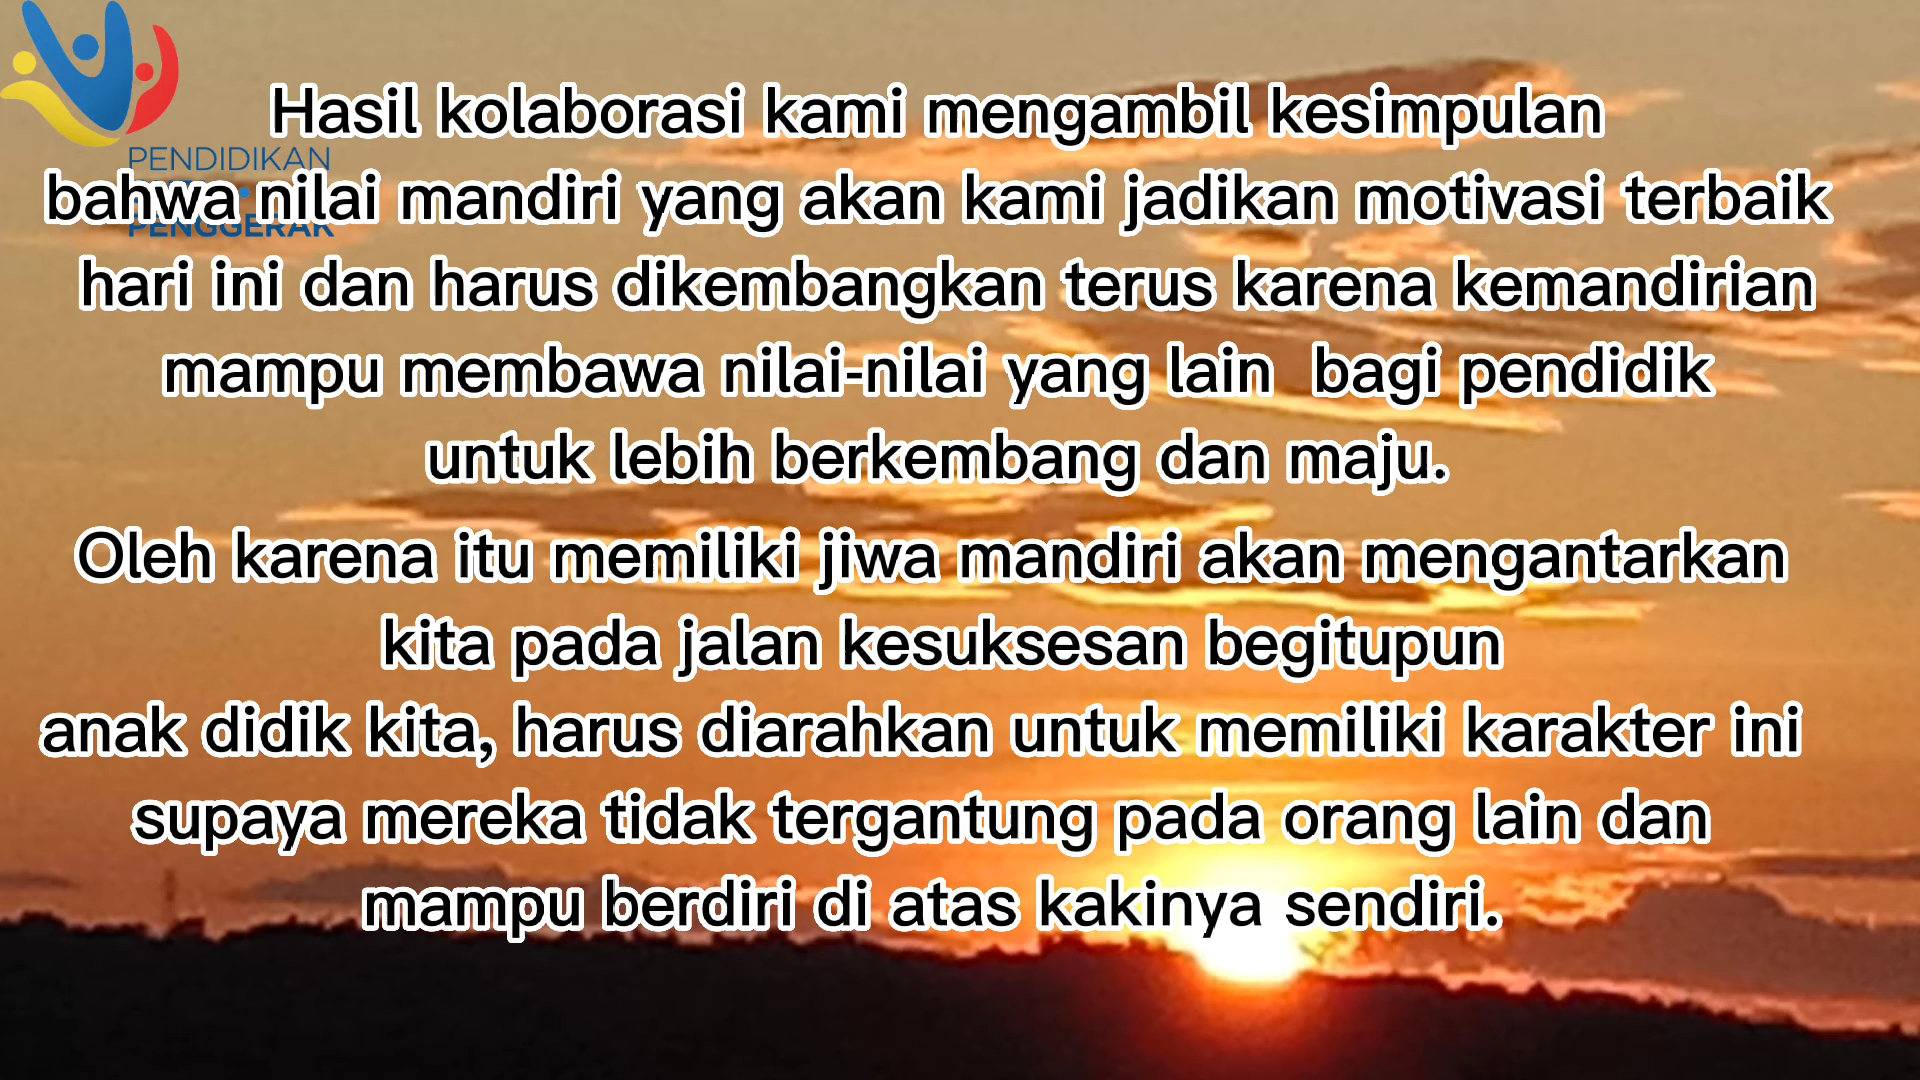 PENDIDIKAN
PENGGERAK
Hasil kolaborasi kami mengambil kesimpulan
bahwa nilai mandiri yang akan kami jadikan motivasi terbaik
hari ini dan harus dikembangkan terus karena kemandirian
mampu membawa nilai-nilai yang lain bagi pendidik
untuk lebih berkembang dan maju.
Oleh karena itu memiliki jiwa mandiri akan mengantarkan
kita pada jalan kesuksesan begitupun
anak didik kita, harus diarahkan untuk memiliki karakter ini
supaya mereka tidak tergantung pada orang lain dan
mampu berdiri di atas kakinya sendiri.